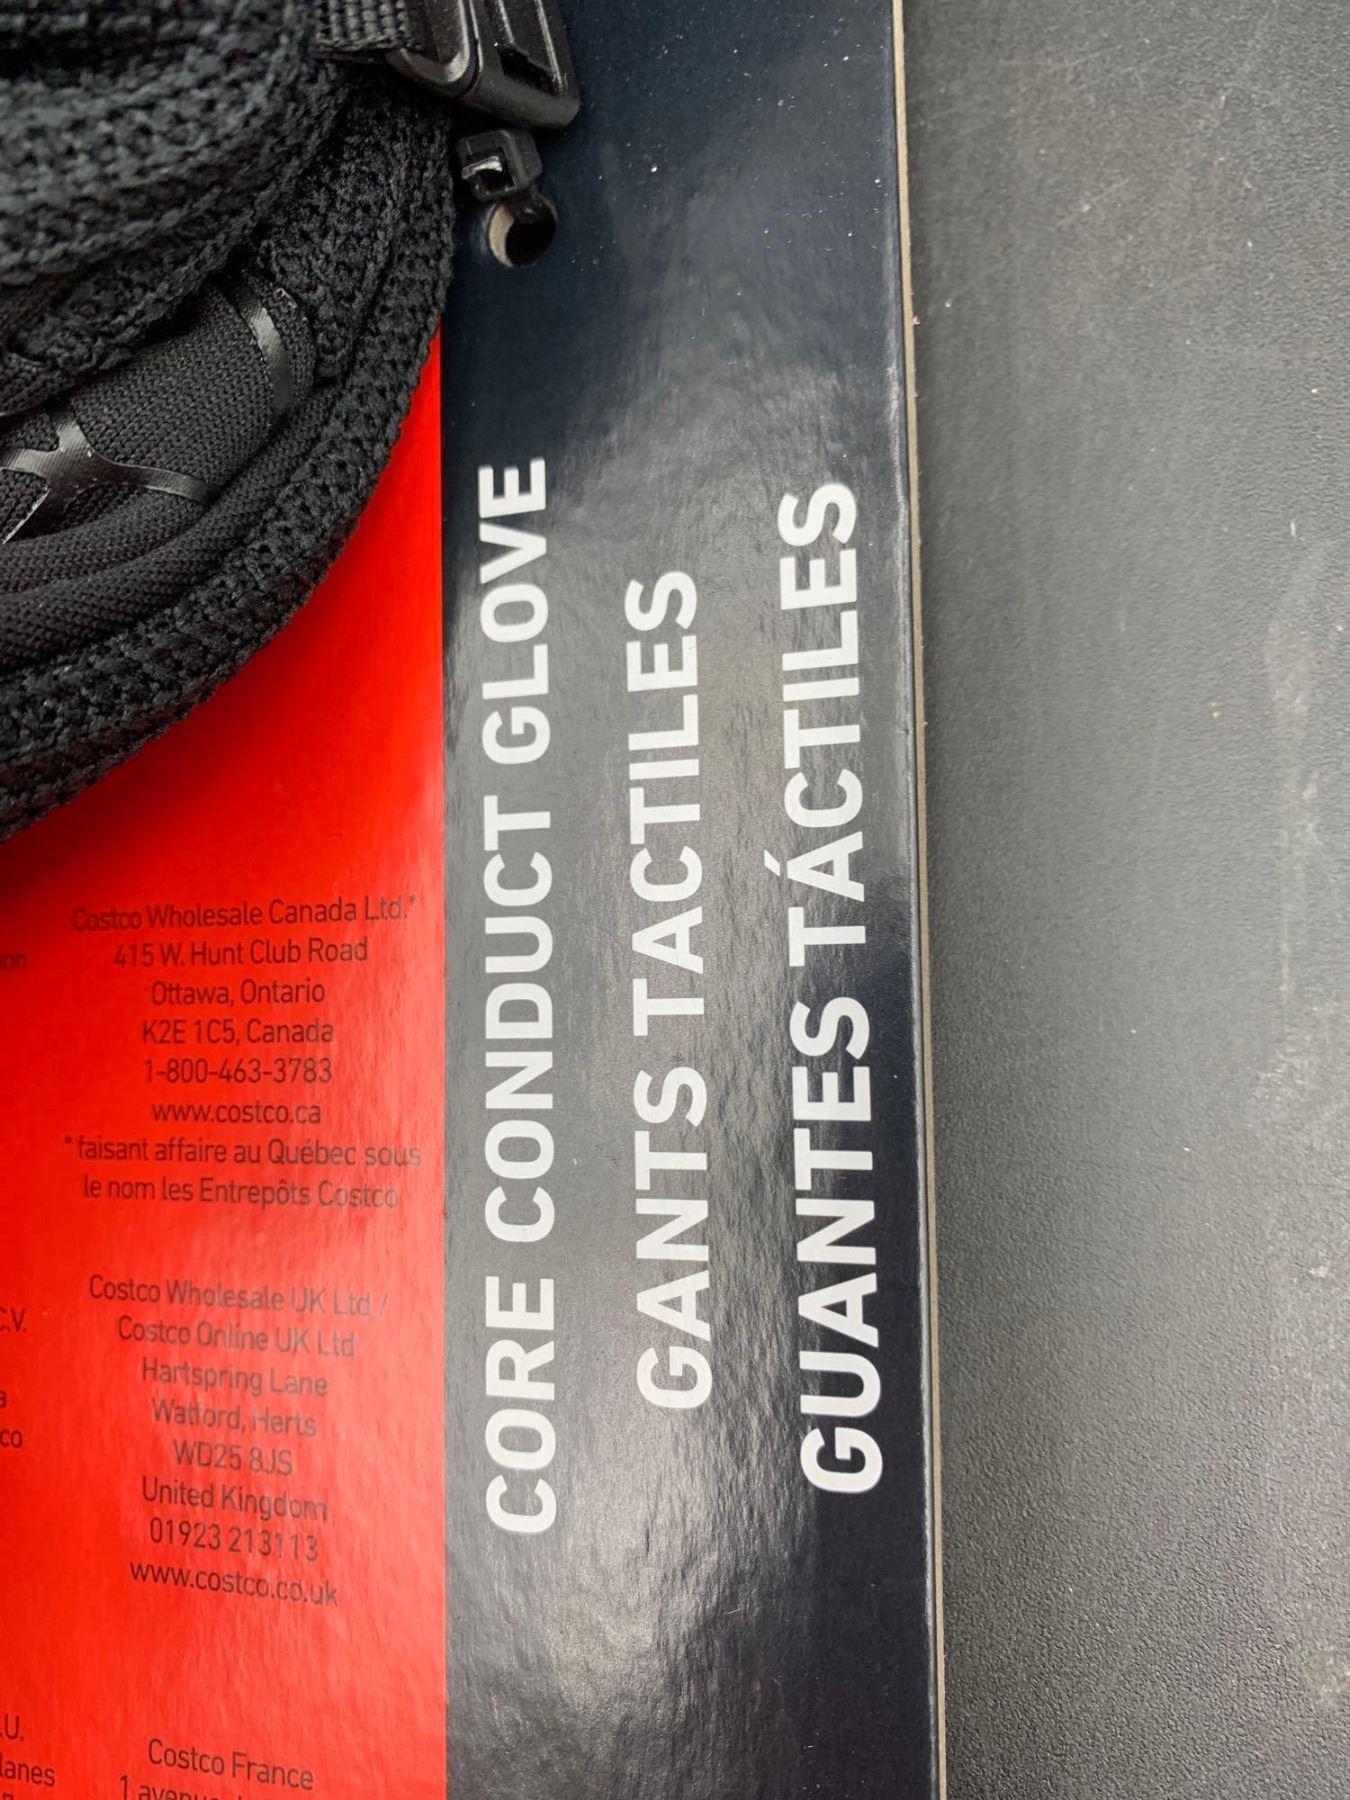 CORE CONDUCT GLOVE
GANTS TACTILES
GUANTES TÁCTILES
Costco Wholesale Canada Ltd.*
415 W. Hunt Club Road
Ottawa, Ontario
K2E 1C5, Canada
1-800-463-3783
www.costco.ca
*faisant affaire au Québec sous
le nom les Entrepôts Costco
Costco Wholesale UK Ltd /
Costco Online UK Ltd
Hartspring Lane
Watford, Herts
WD25 8JS
United Kingdom
01923 213113
www.costco.co.uk
Costco France
C.V.